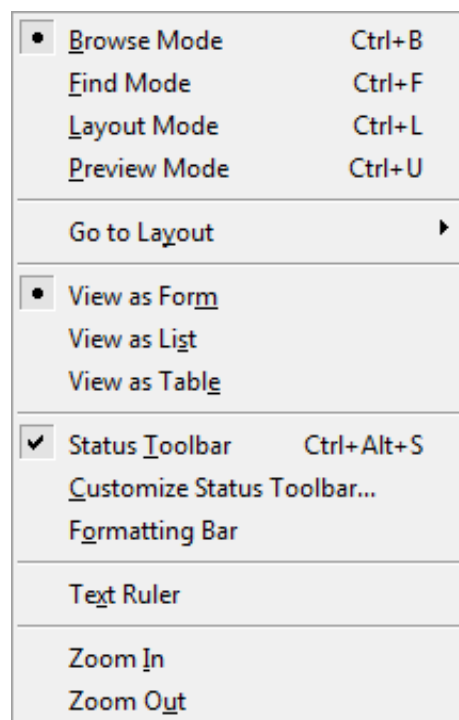 Browse Mode Ctrl+B
Find Mode Ctrl+F
Layout Mode Ctrl+L
Preview Mode Ctrl+U
Go to Layout
View as Form
View as List
View as Table
Status Toolbar Ctrl+Alt+S
Customize Status Toolbar...
Formatting Bar
Text Ruler
Zoom In
Zoom Out